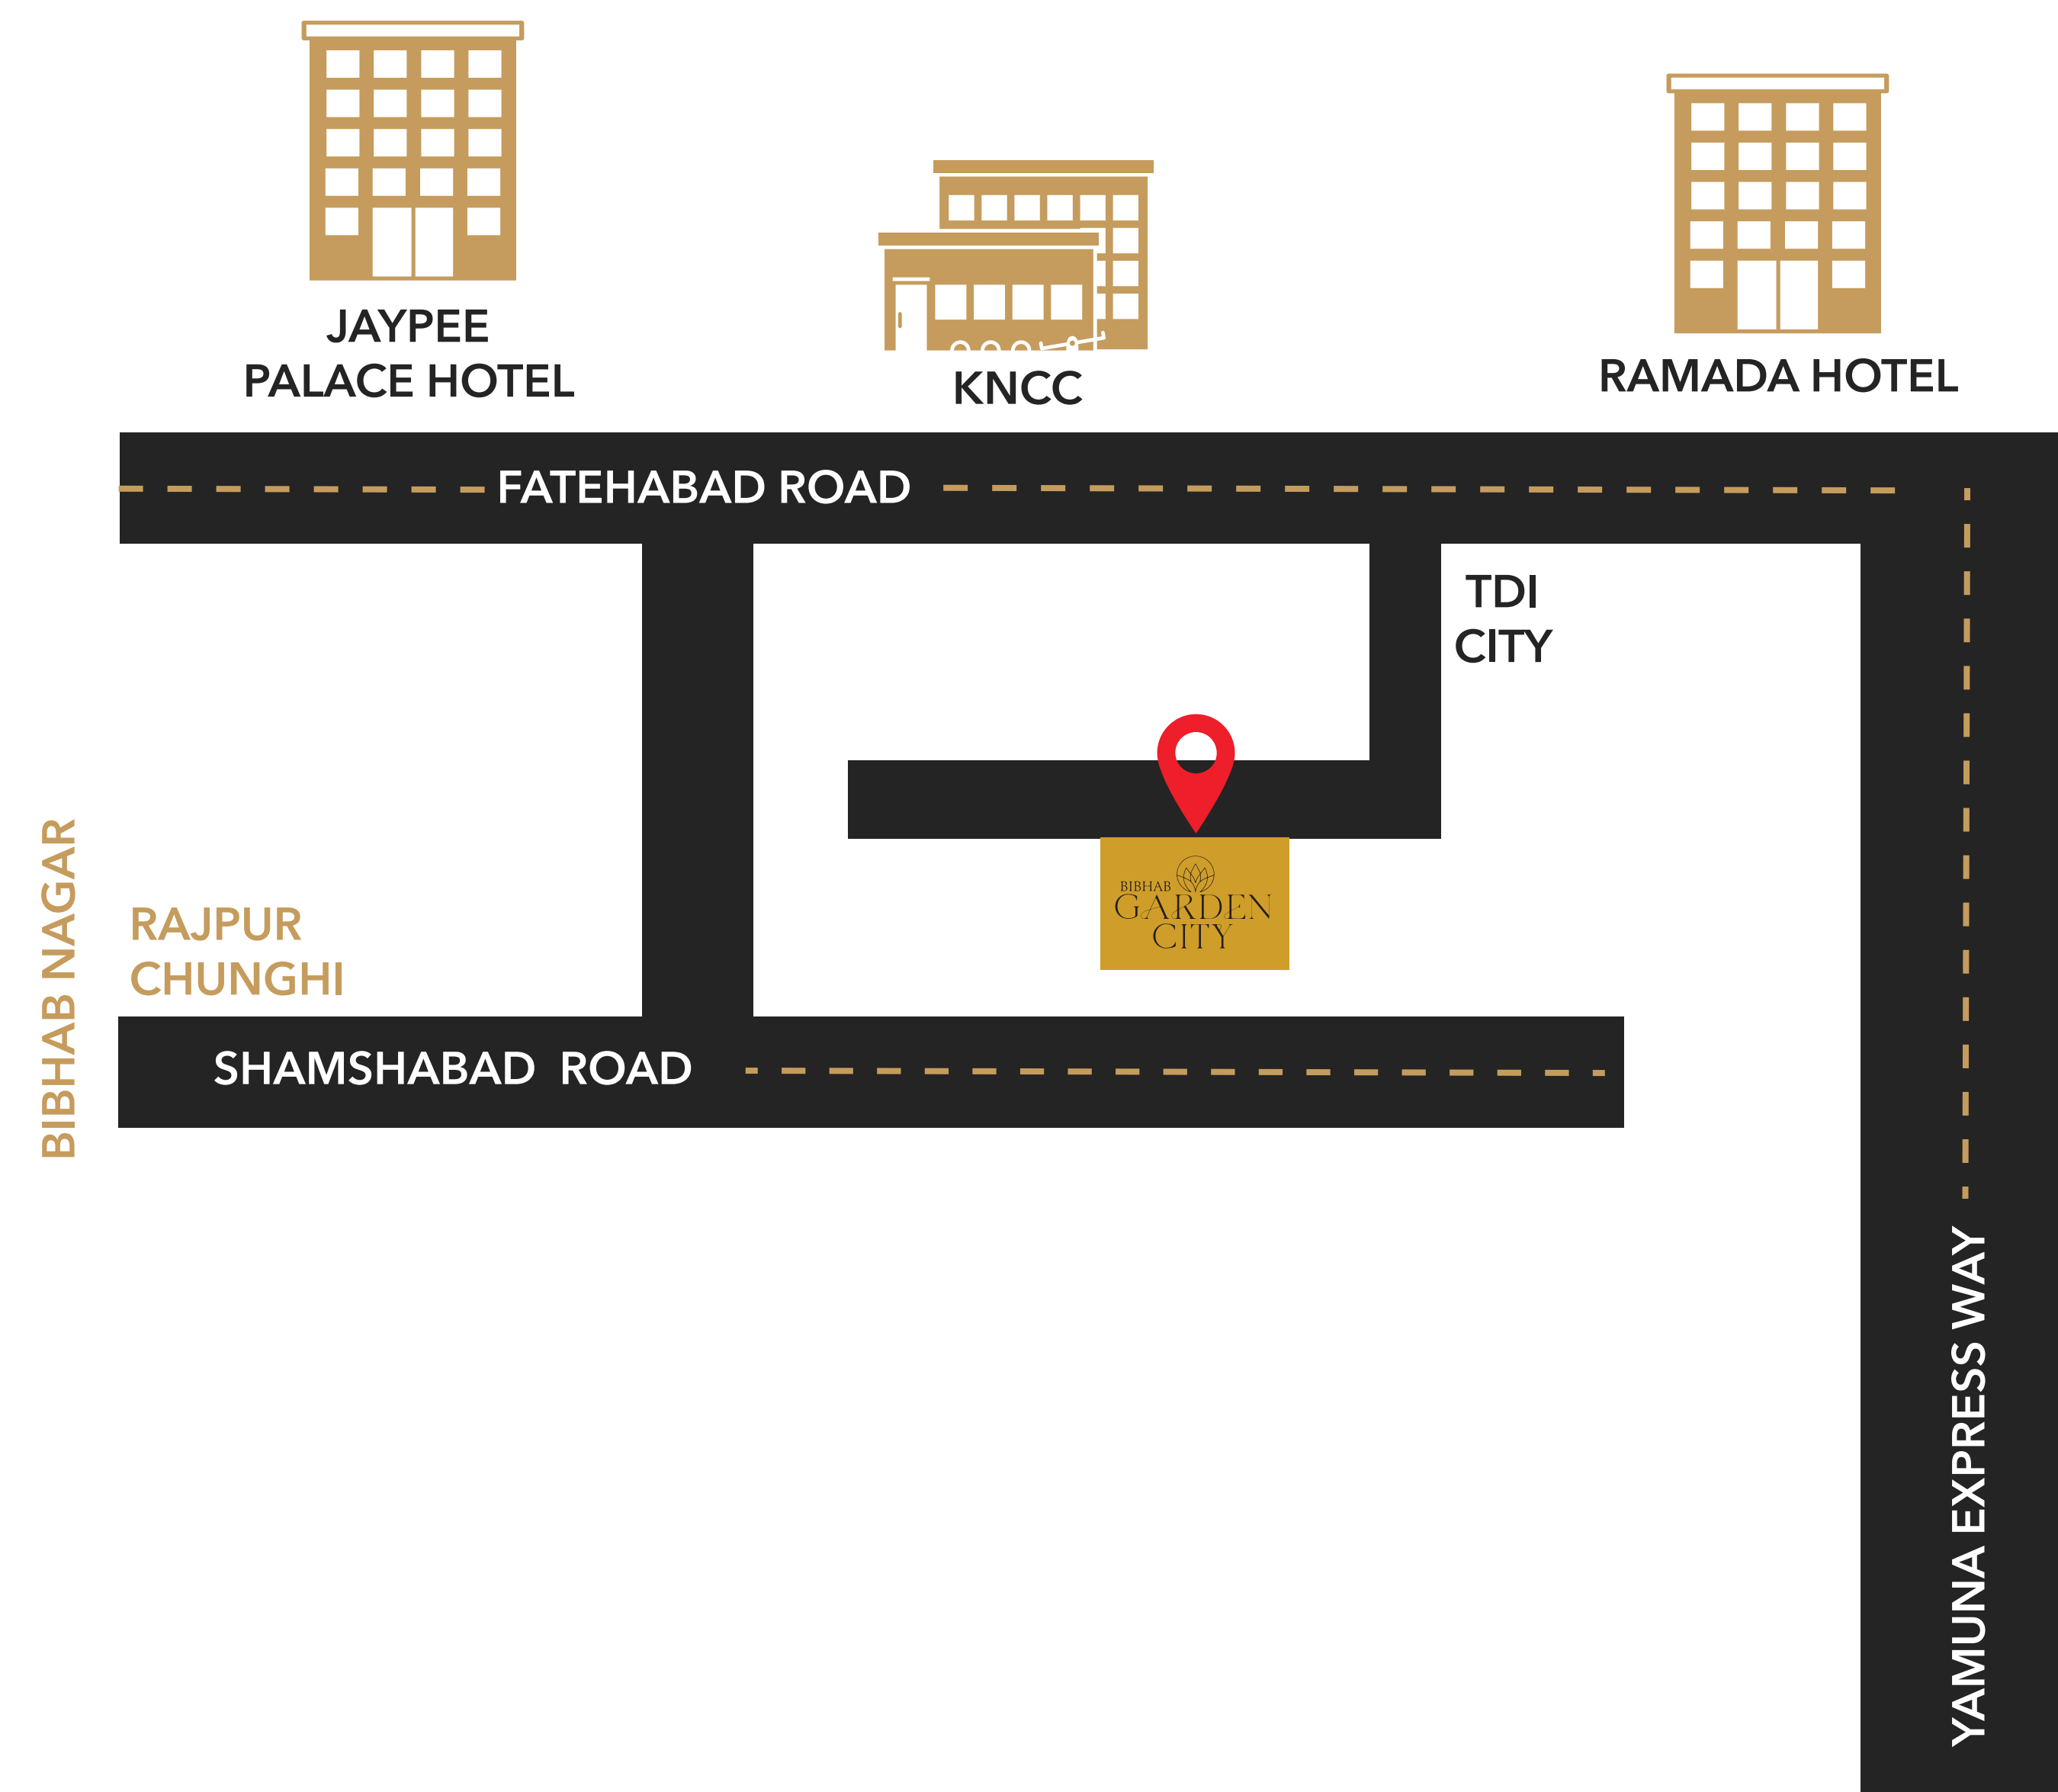 JAYPEE
PALACE HOTEL
KNCC
RAMADA HOTEL
FATEHABAD ROAD
TDI
CITY
BIBHAB NAGAR
RAJPUR
CHUNGHI
BIBHAB
GARDEN
CITY
SHAMSHABAD ROAD
YAMUNA EXPRESS WAY